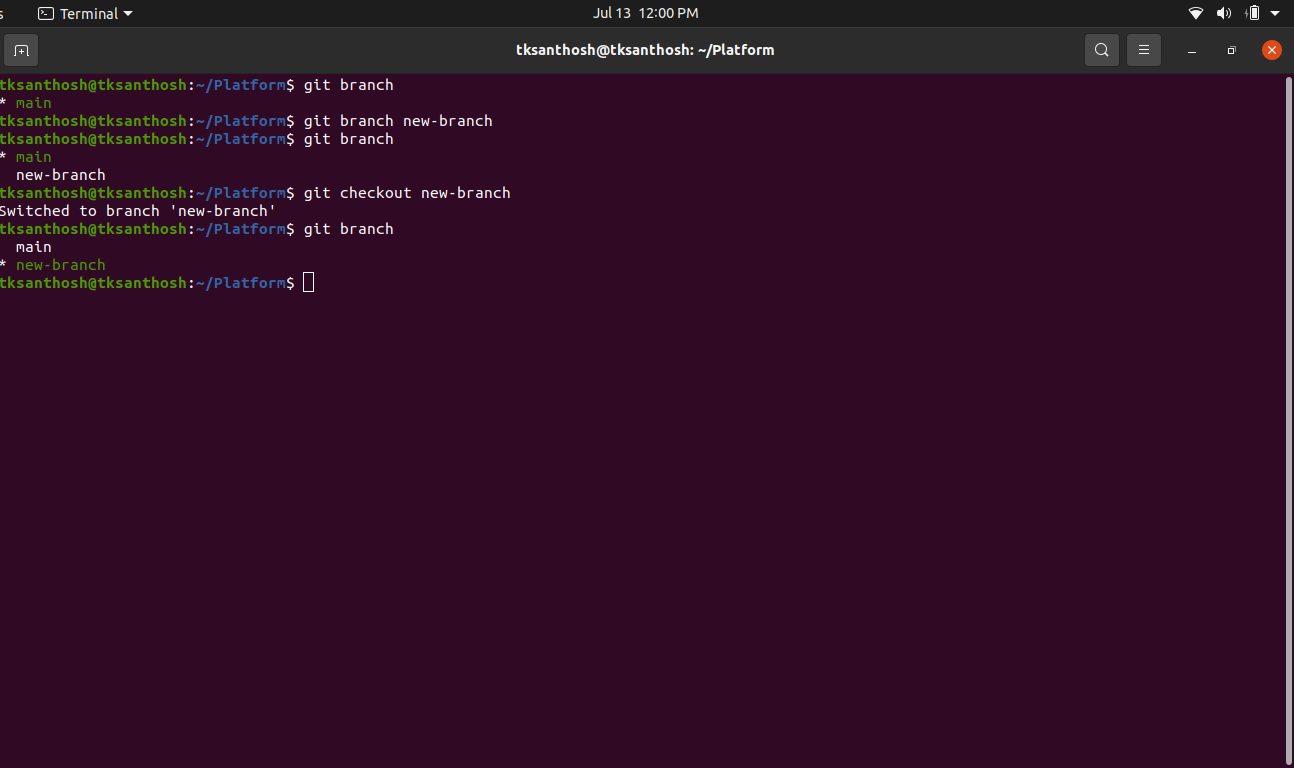 s Terminal Jul 13 12:00 PM
tksanthosh@tksanthosh: ~/Platform
tksanthosh@tksanthosh:~/Platform$ git branch
* main
tksanthosh@tksanthosh:~/Platform$ git branch new-branch
tksanthosh@tksanthosh:~/Platform$ git branch
* main
new-branch
tksanthosh@tksanthosh:~/Platform$ git checkout new-branch
Switched to branch 'new-branch'
tksanthosh@tksanthosh:~/Platform$ git branch
main
* new-branch
tksanthosh@tksanthosh:~/Platform$